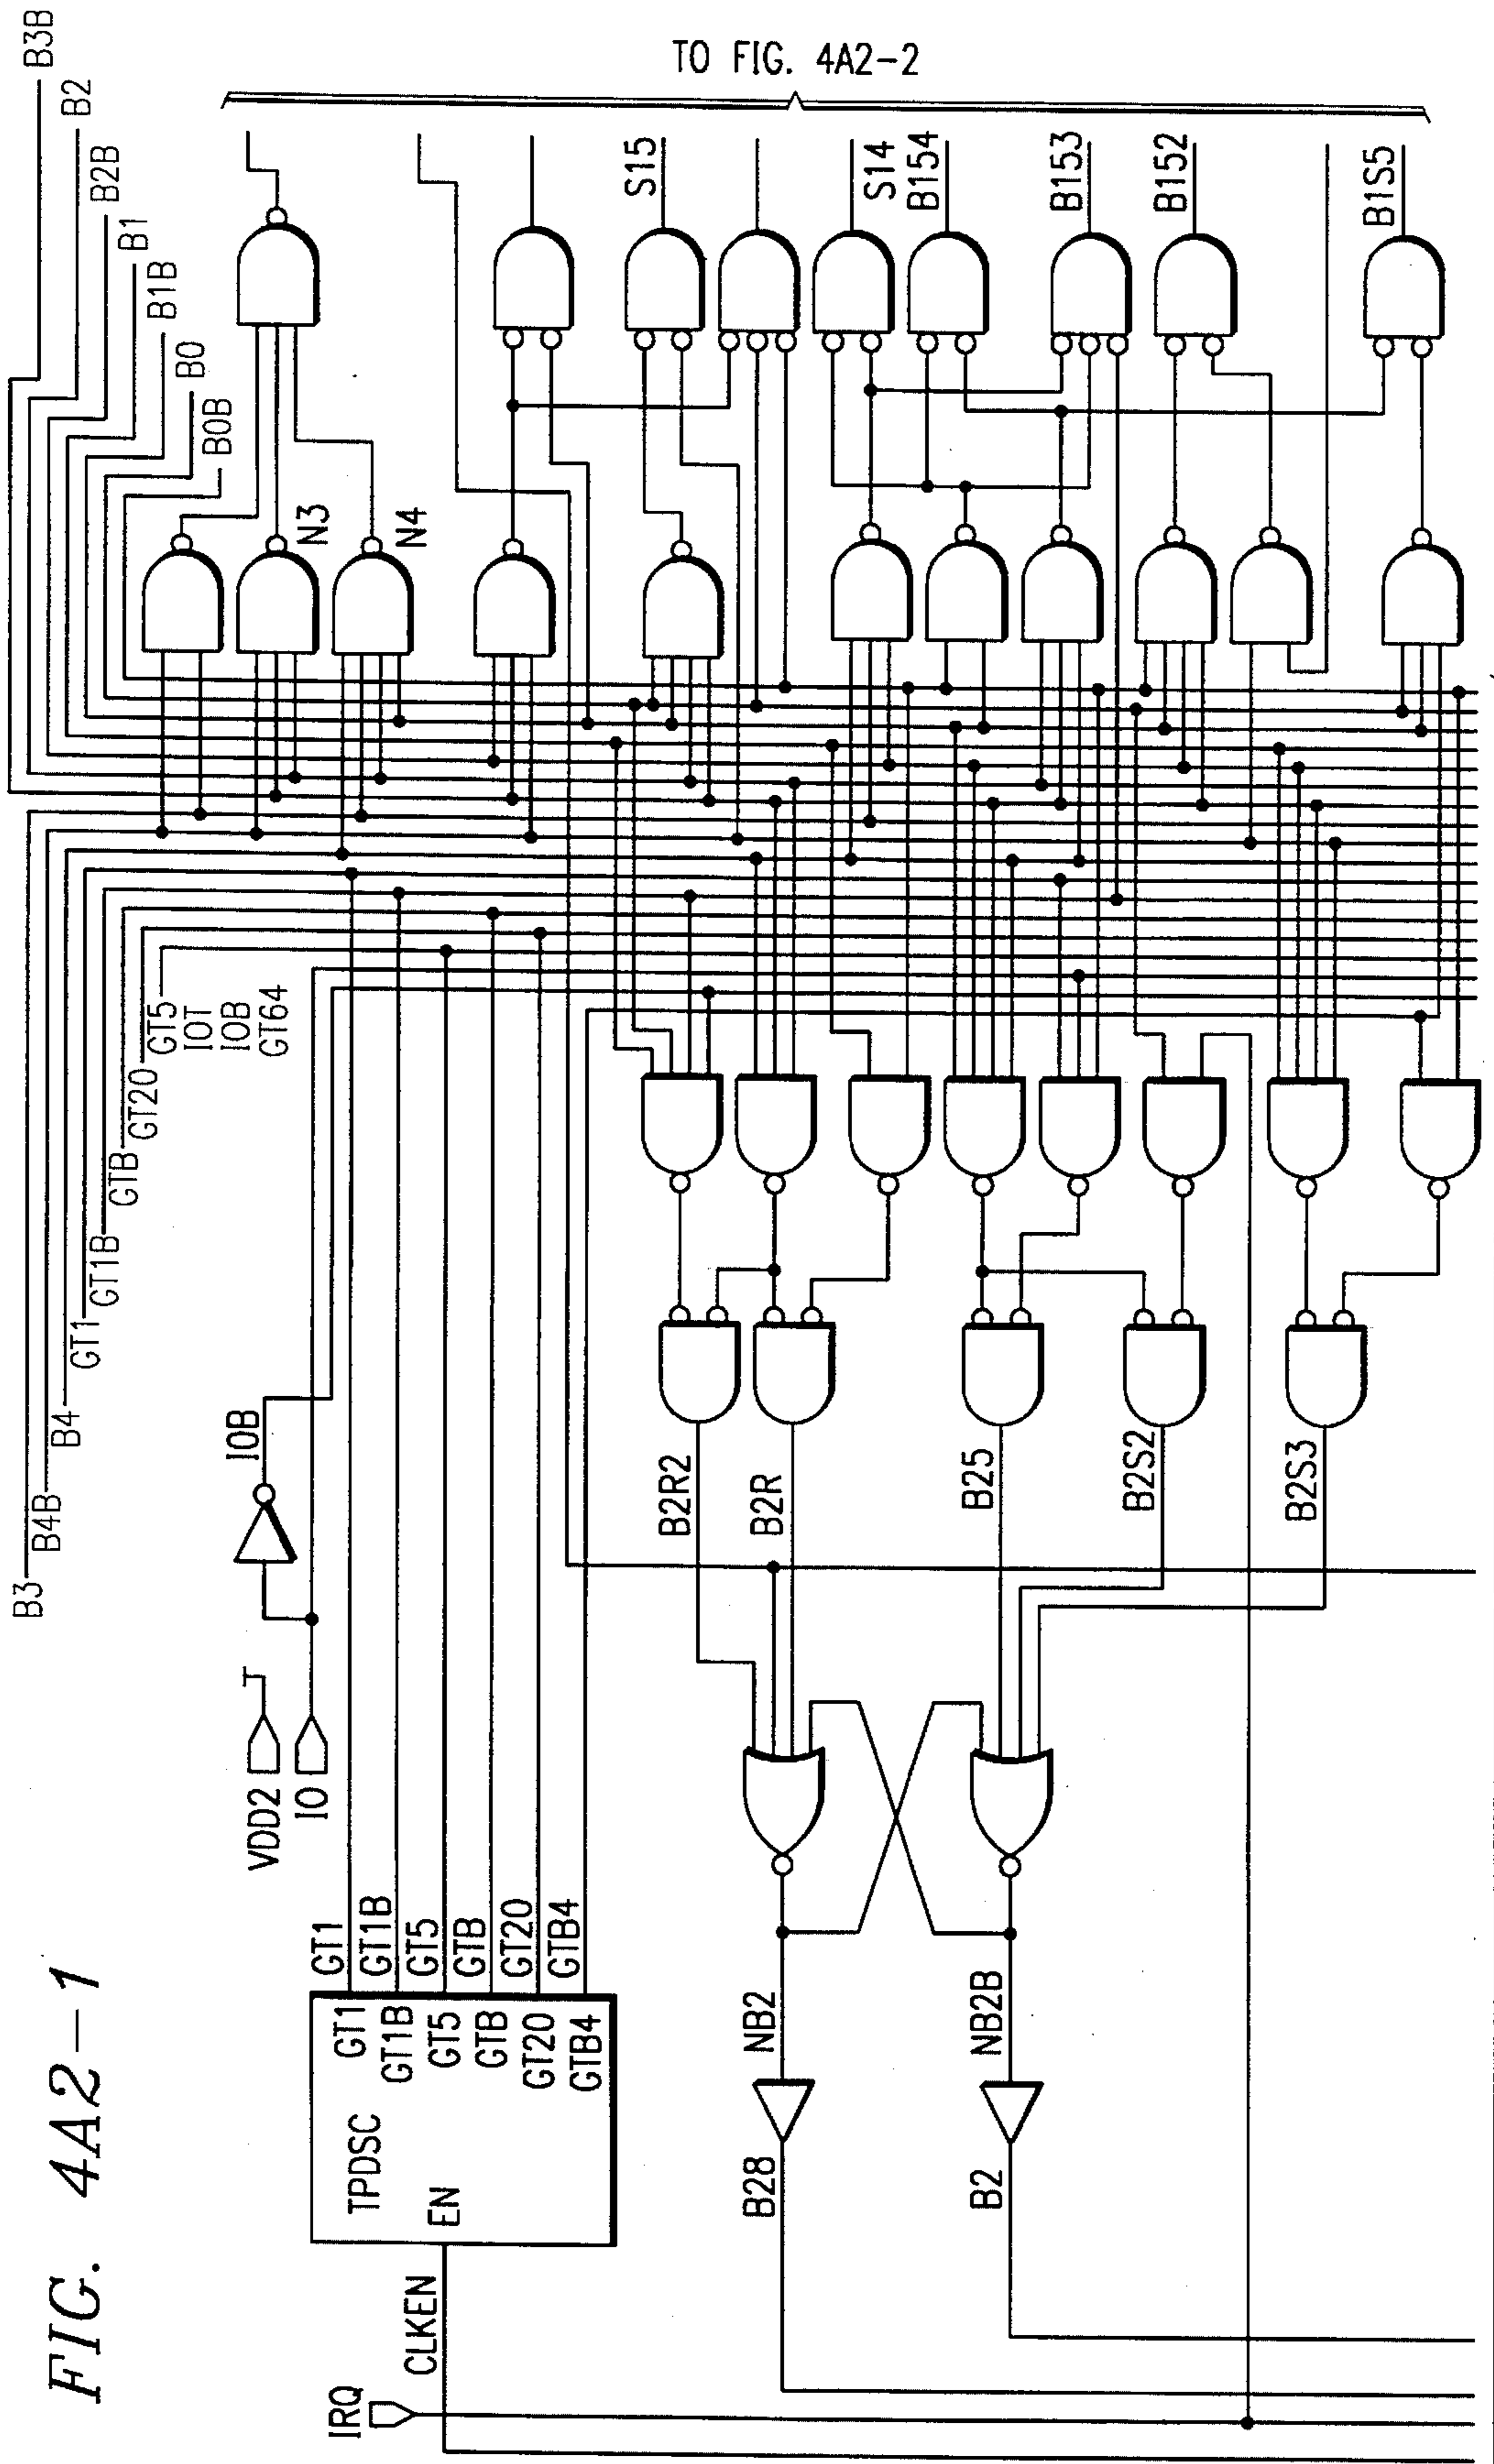 FIG. 4A2-1
TO FIG. 4A2-2
B3B
B2
B2B
B1
B1B
B0
B0B
B3
B4B
B4
GT1
GT1B
GTB
GT20
GT5
IOT
IOB
GT64
N3
N4
S15
S14
B154
B153
B152
B1S5
IOB
VDD2
IO
GT1
GT1B
GT5
GTB
GT20
GTB4
GT1
GT1B
GT5
GTB
GT20
GTB4
TPDSC
EN
CLKEN
IRQ
B2R2
B2R
B25
B2S2
B2S3
NB2
NB2B
B28
B2